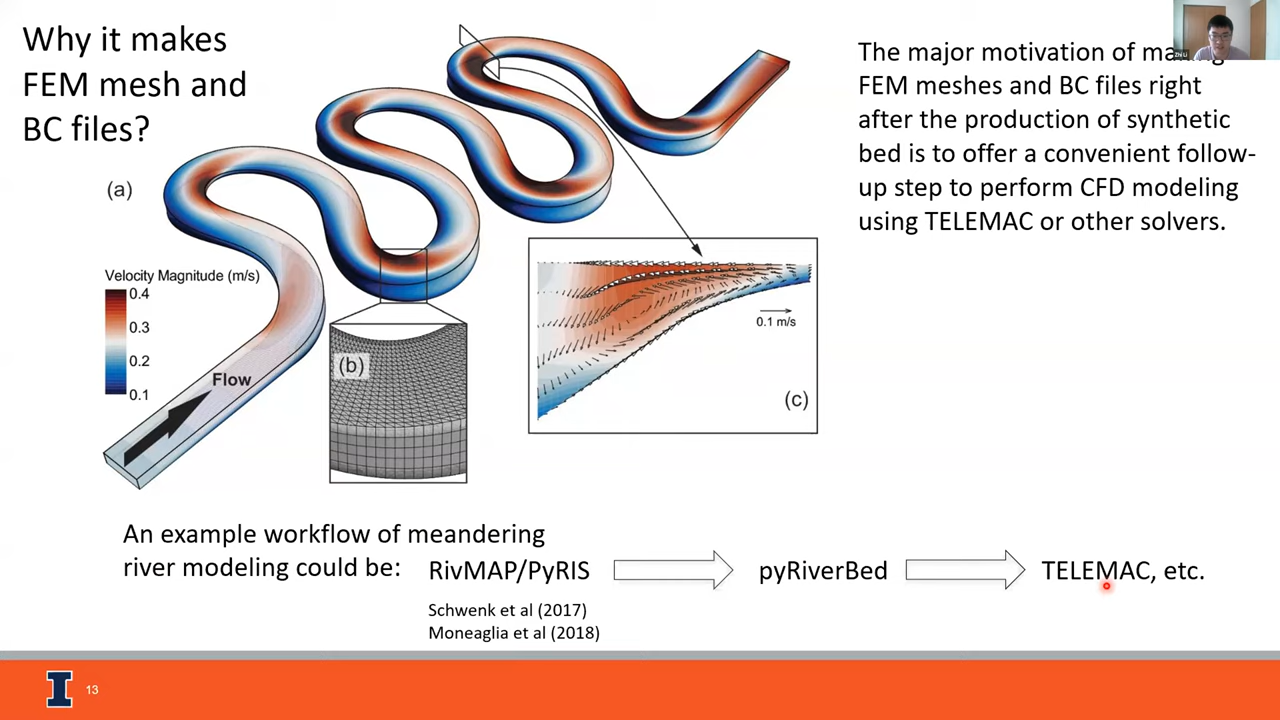 Why it makes
FEM mesh and
BC files?
(a)
Velocity Magnitude (m/s)
0.4
0.3
0.2
0.1
Flow
(b)
0.1 m/s
(c)
The major motivation of
FEM meshes and BC files right
after the production of synthetic
bed is to offer a convenient follow-
up step to perform CFD modeling
using TELEMAC or other solvers.
Zhi Li
An example workflow of meandering
river modeling could be:
RivMAP/PyRIS
pyRiverBed
TELEMAC, etc.
Schwenk et al (2017)
Moneaglia et al (2018)
I
13